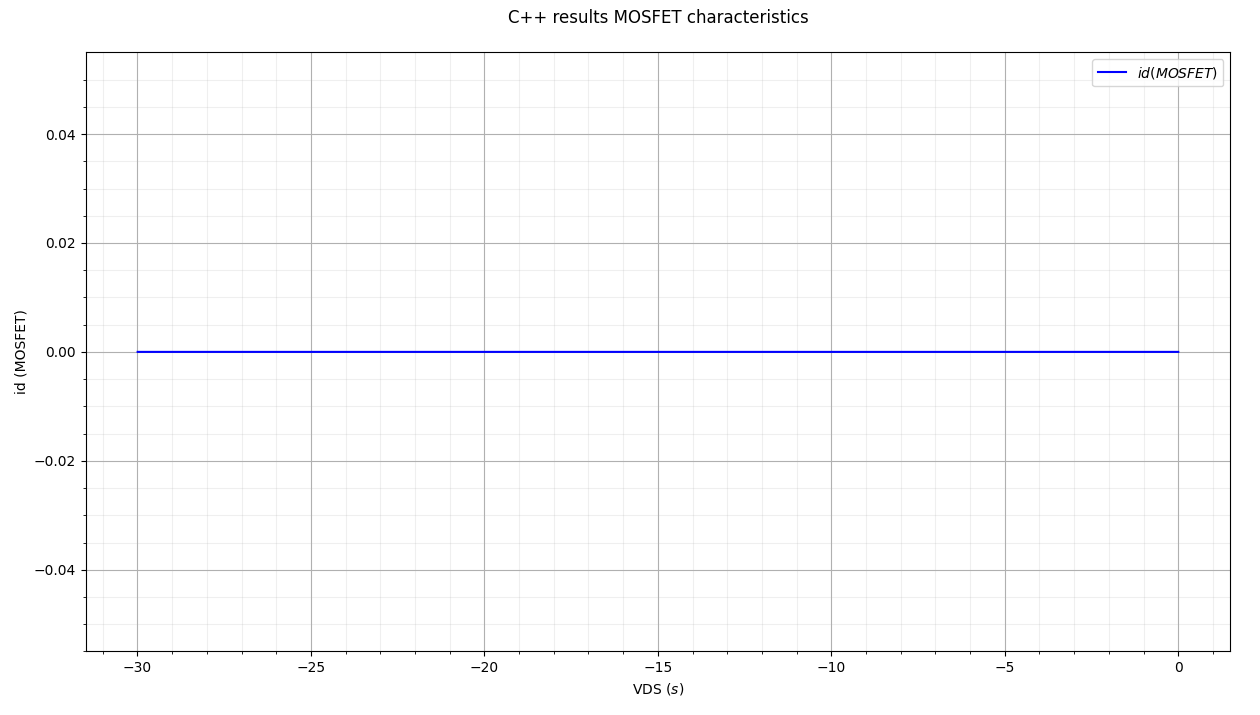 C++ results MOSFET characteristics
id(MOSFET)
0.04
0.02
0.00
−0.02
−0.04
id (MOSFET)
−30 −25 −20 −15 −10 −5 0
VDS (s)